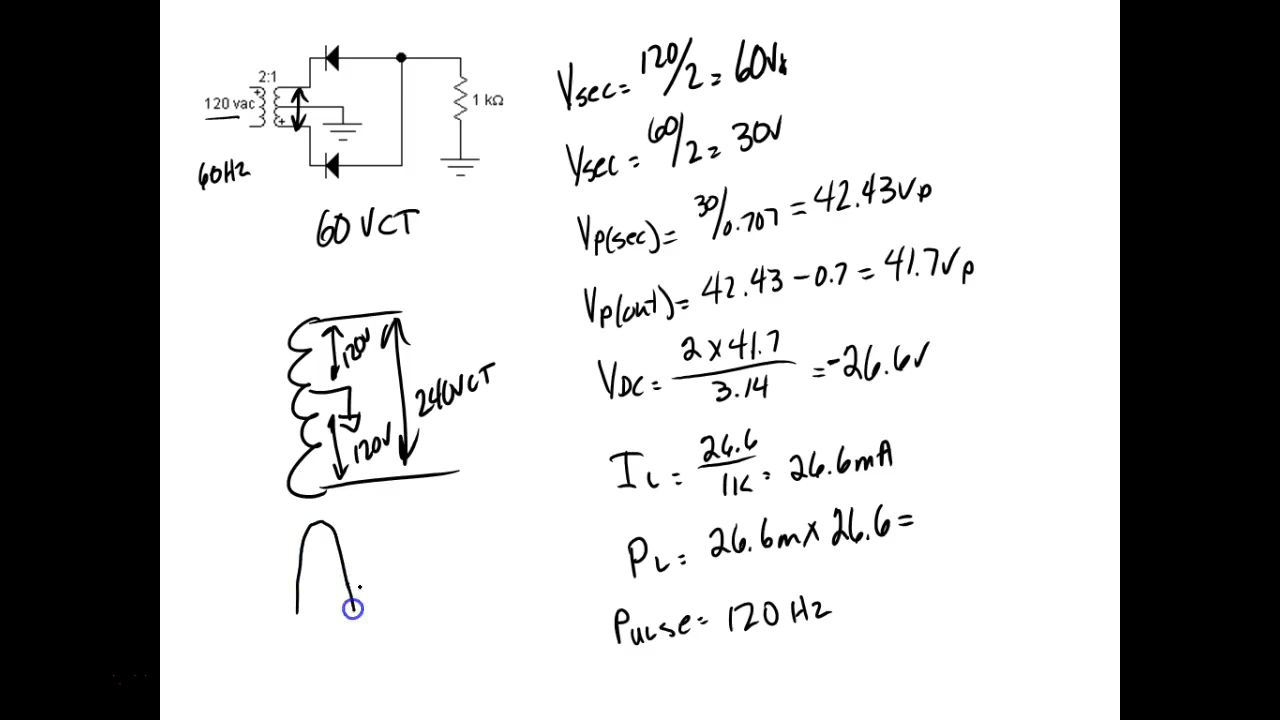 2:1
120 vac
1 kΩ
60Hz
60 VCT
120V
240VCT
120V
Vsec = 120/2 = 60V
Vsec = 60/2 = 30V
Vp(sec) = 30/0.707 = 42.43Vp
Vp(out) = 42.43 - 0.7 = 41.7Vp
VDC = 2 x 41.7 / 3.14 = -26.6V
IL = 26.6 / 1K = 26.6mA
PL = 26.6m x 26.6 =
Pulse = 120 Hz